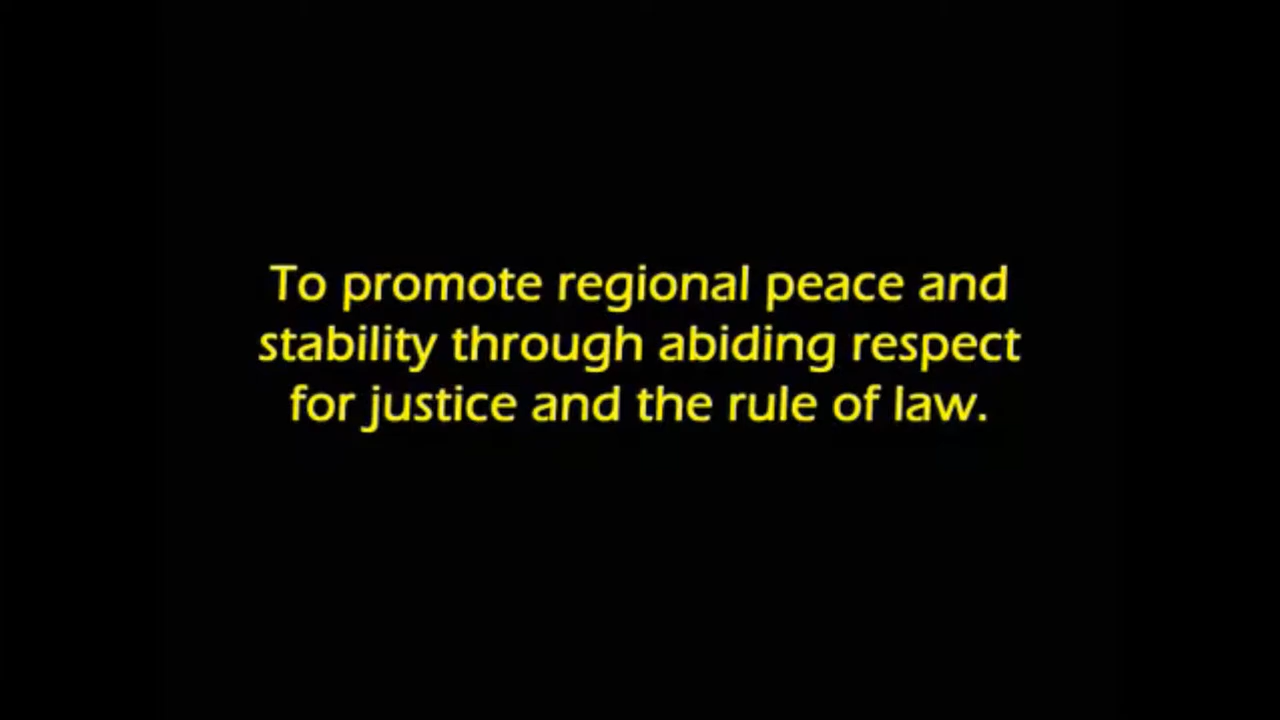 To promote regional peace and
stability through abiding respect
for justice and the rule of law.